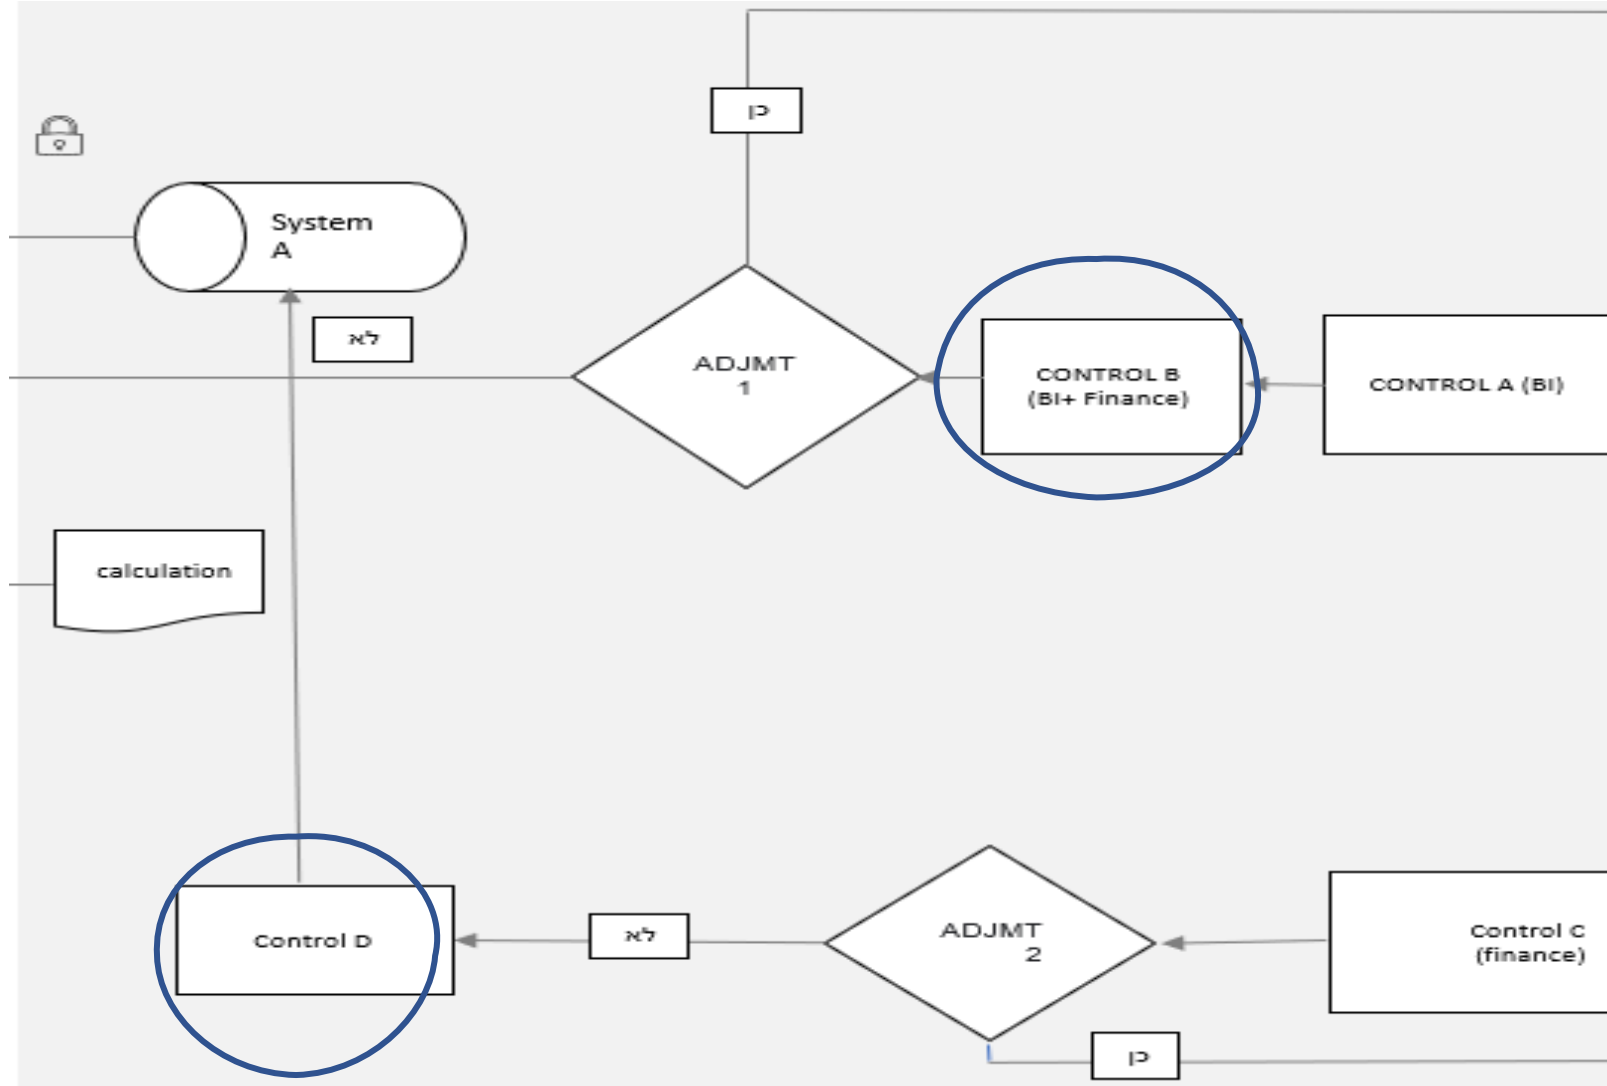 כן
System
A
לא
ADJMT
1
CONTROL B
(BI+ Finance)
CONTROL A (BI)
calculation
Control D
לא
ADJMT
2
Control C
(finance)
כן